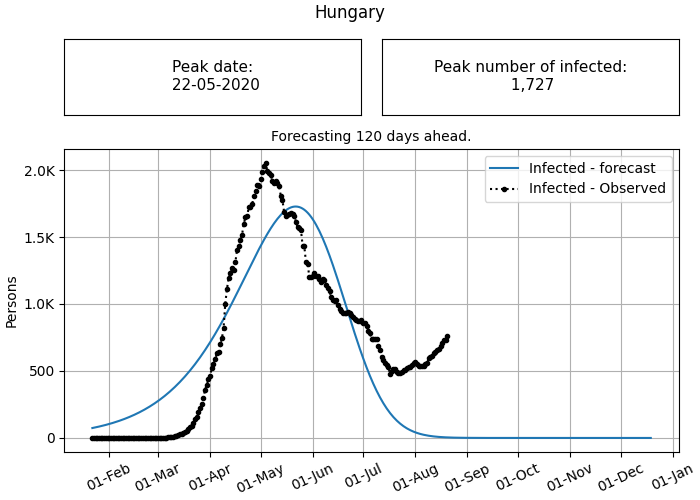 Hungary
Peak date:
22-05-2020
Peak number of infected:
1,727
Forecasting 120 days ahead.
Infected - forecast
Infected - Observed
2.0K
1.5K
1.0K
500
0
Persons
01-Feb
01-Mar
01-Apr
01-May
01-Jun
01-Jul
01-Aug
01-Sep
01-Oct
01-Nov
01-Dec
01-Jan